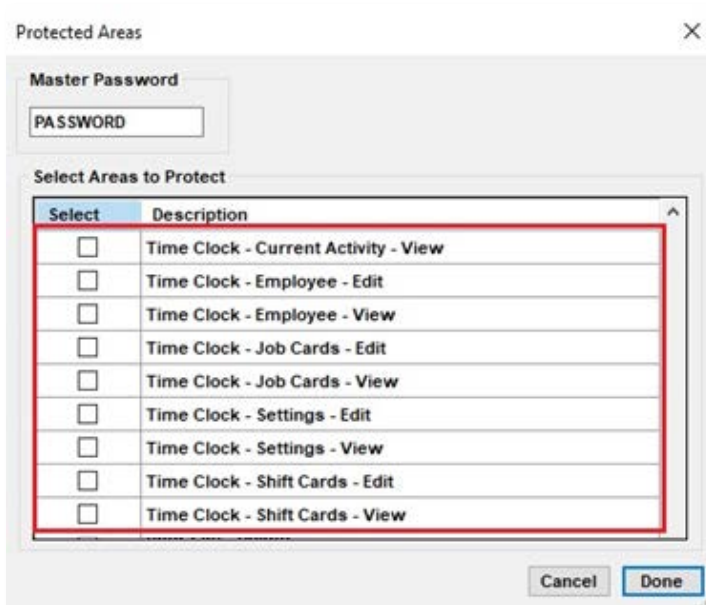 Protected Areas
Master Password
PASSWORD
Select Areas to Protect
Select Description
Time Clock - Current Activity - View
Time Clock - Employee - Edit
Time Clock - Employee - View
Time Clock - Job Cards - Edit
Time Clock - Job Cards - View
Time Clock - Settings - Edit
Time Clock - Settings - View
Time Clock - Shift Cards - Edit
Time Clock - Shift Cards - View
Cancel Done